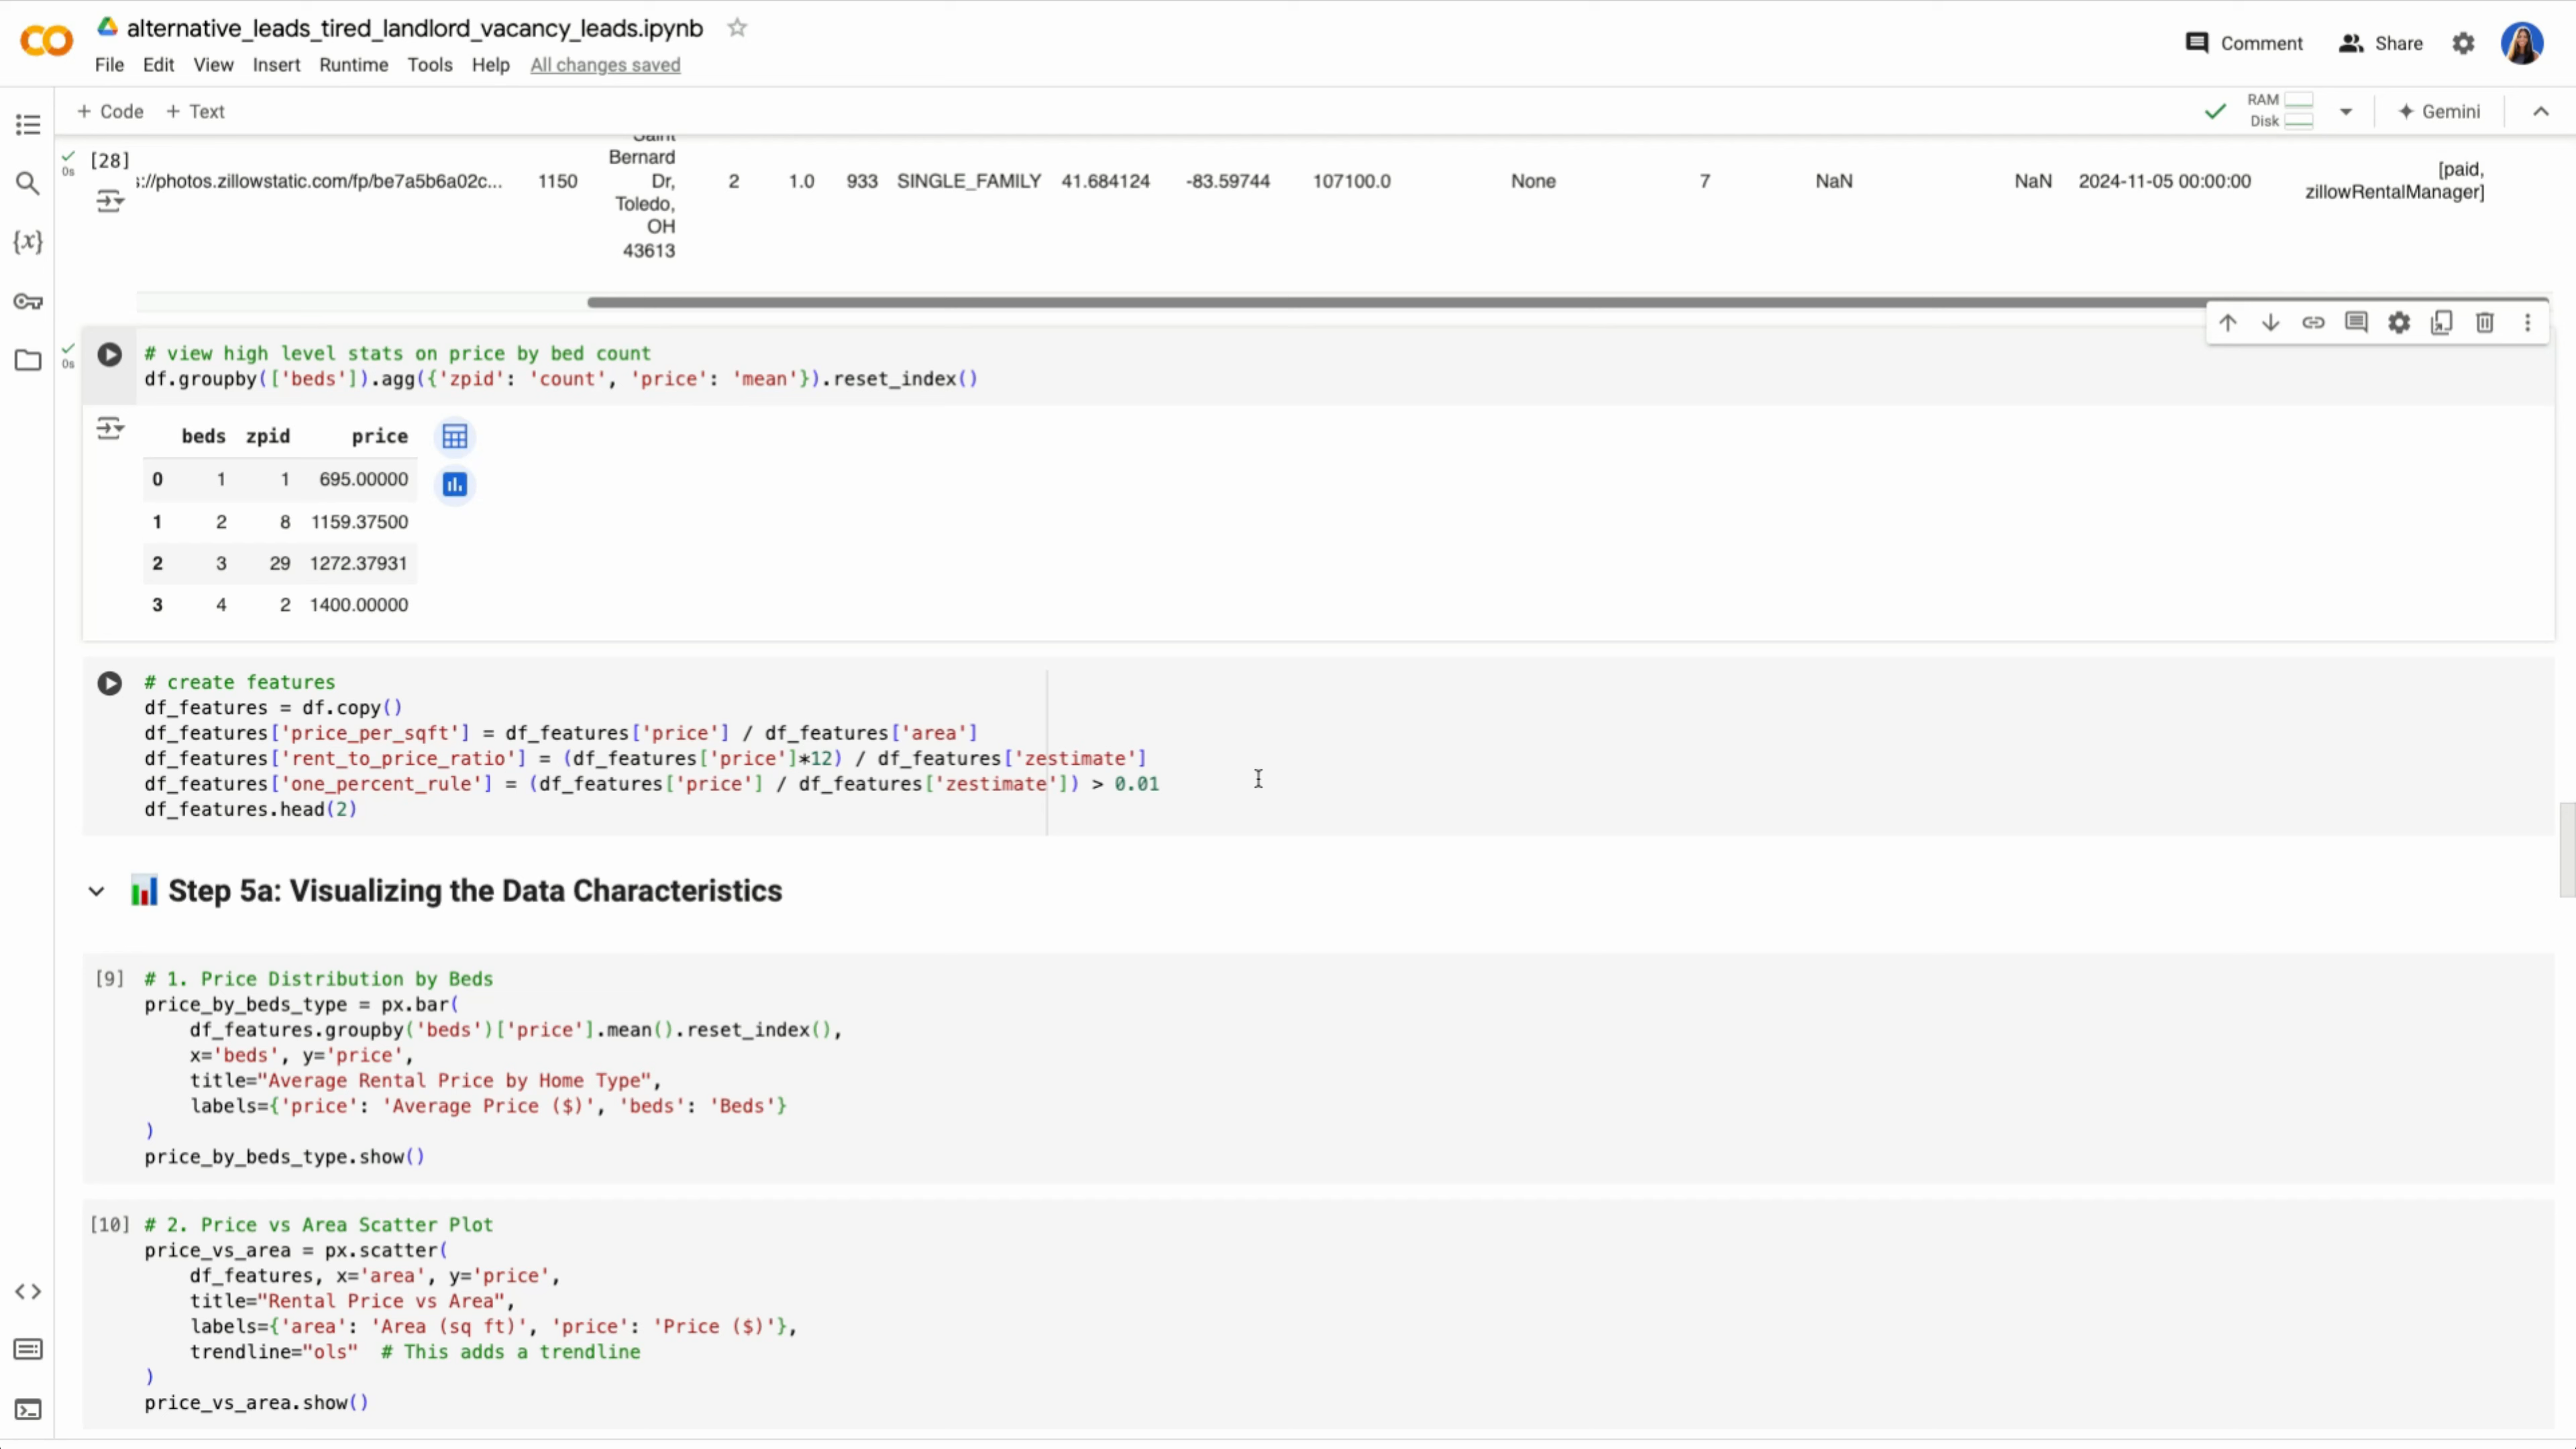 alternative_leads_tired_landlord_vacancy_leads.ipynb
File Edit View Insert Runtime Tools Help All changes saved
Comment Share
+ Code + Text
RAM
Disk
Gemini
[28]
0s
s://photos.zillowstatic.com/fp/be7a5b6a02c...
1150
Saint
Bernard
Dr,
Toledo,
OH
43613
2 1.0 933 SINGLE_FAMILY 41.684124 -83.59744 107100.0 None 7 NaN NaN 2024-11-05 00:00:00
[paid,
zillowRentalManager]
0s
# view high level stats on price by bed count
df.groupby(['beds']).agg({'zpid': 'count', 'price': 'mean'}).reset_index()
beds zpid price
0 1 1 695.00000
1 2 8 1159.37500
2 3 29 1272.37931
3 4 2 1400.00000
# create features
df_features = df.copy()
df_features['price_per_sqft'] = df_features['price'] / df_features['area']
df_features['rent_to_price_ratio'] = (df_features['price']*12) / df_features['zestimate']
df_features['one_percent_rule'] = (df_features['price'] / df_features['zestimate']) > 0.01
df_features.head(2)
Step 5a: Visualizing the Data Characteristics
[9] # 1. Price Distribution by Beds
price_by_beds_type = px.bar(
df_features.groupby('beds')['price'].mean().reset_index(),
x='beds', y='price',
title="Average Rental Price by Home Type",
labels={'price': 'Average Price ($)', 'beds': 'Beds'}
)
price_by_beds_type.show()
[10] # 2. Price vs Area Scatter Plot
price_vs_area = px.scatter(
df_features, x='area', y='price',
title="Rental Price vs Area",
labels={'area': 'Area (sq ft)', 'price': 'Price ($)'},
trendline="ols" # This adds a trendline
)
price_vs_area.show()